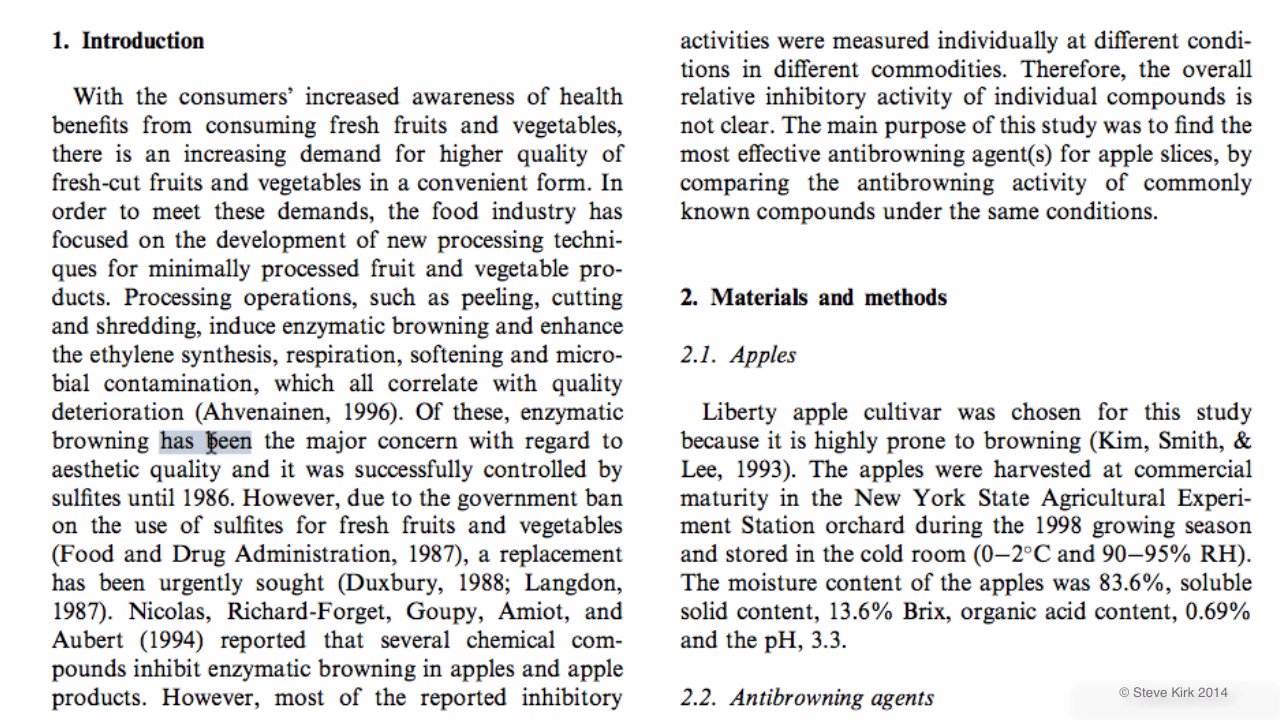 1. Introduction
With the consumers' increased awareness of health
benefits from consuming fresh fruits and vegetables,
there is an increasing demand for higher quality of
fresh-cut fruits and vegetables in a convenient form. In
order to meet these demands, the food industry has
focused on the development of new processing techni-
ques for minimally processed fruit and vegetable pro-
ducts. Processing operations, such as peeling, cutting
and shredding, induce enzymatic browning and enhance
the ethylene synthesis, respiration, softening and micro-
bial contamination, which all correlate with quality
deterioration (Ahvenainen, 1996). Of these, enzymatic
browning has been the major concern with regard to
aesthetic quality and it was successfully controlled by
sulfites until 1986. However, due to the government ban
on the use of sulfites for fresh fruits and vegetables
(Food and Drug Administration, 1987), a replacement
has been urgently sought (Duxbury, 1988; Langdon,
1987). Nicolas, Richard-Forget, Goupy, Amiot, and
Aubert (1994) reported that several chemical com-
pounds inhibit enzymatic browning in apples and apple
products. However, most of the reported inhibitory
activities were measured individually at different condi-
tions in different commodities. Therefore, the overall
relative inhibitory activity of individual compounds is
not clear. The main purpose of this study was to find the
most effective antibrowning agent(s) for apple slices, by
comparing the antibrowning activity of commonly
known compounds under the same conditions.
2. Materials and methods
2.1. Apples
Liberty apple cultivar was chosen for this study
because it is highly prone to browning (Kim, Smith, &
Lee, 1993). The apples were harvested at commercial
maturity in the New York State Agricultural Experi-
ment Station orchard during the 1998 growing season
and stored in the cold room (0–2°C and 90–95% RH).
The moisture content of the apples was 83.6%, soluble
solid content, 13.6% Brix, organic acid content, 0.69%
and the pH, 3.3.
2.2. Antibrowning agents
© Steve Kirk 2014